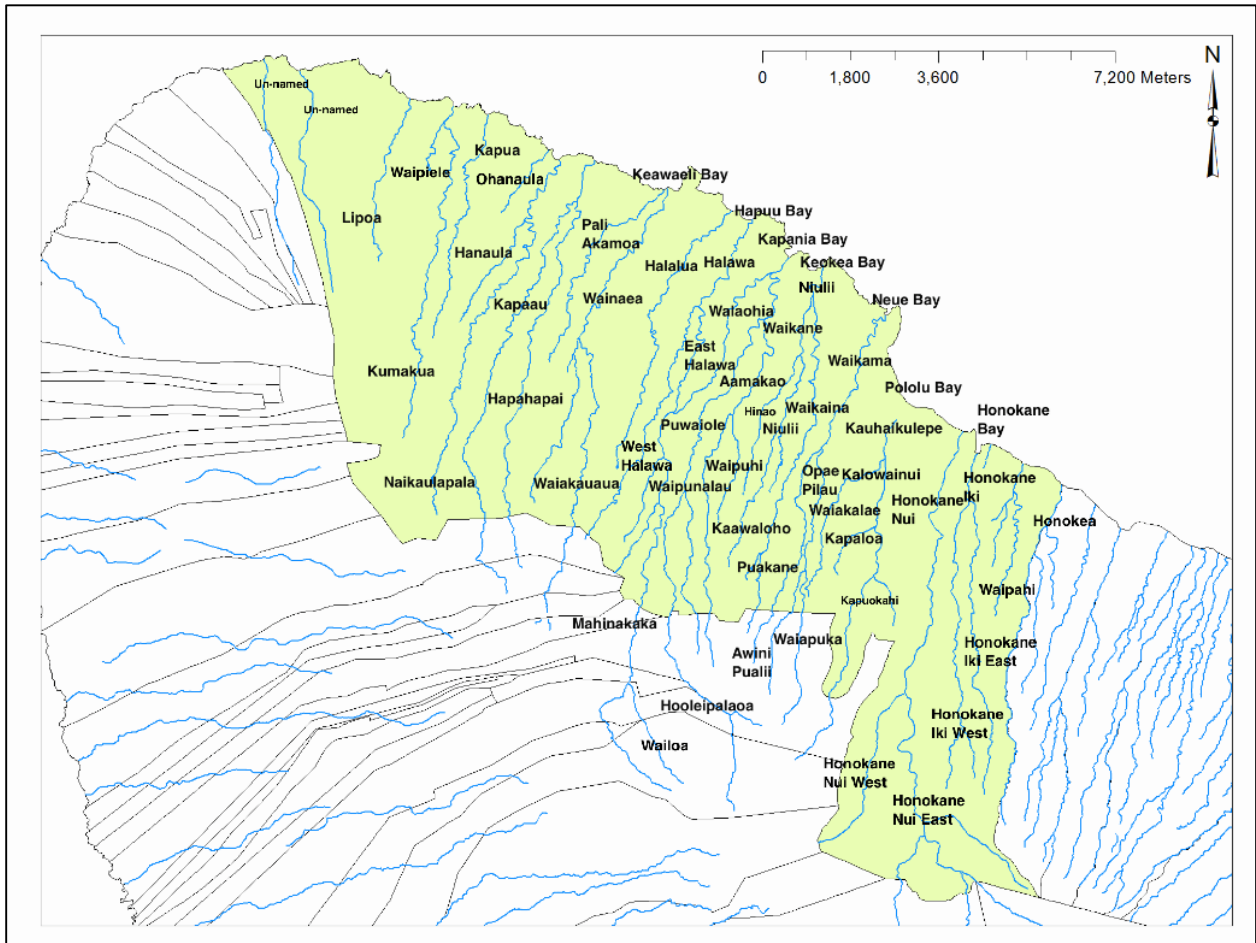 N
0 1,800 3,600 7,200 Meters
Un-named
Un-named
Kapua
Waipiele
Ohanaula
Keawaeli Bay
Lipoa
Hapuu Bay
Pali
Akamoa
Kapania Bay
Hanaula
Halalua
Halawa
Keokea Bay
Niulii
Kapaau
Wainaea
Neue Bay
Walaohia
Waikane
East
Halawa
Waikama
Kumakua
Aamakao
Pololu Bay
Hapahapai
Hinao
Waikaina
Honokane
Bay
Puwaiole
Niulii
Kauhaikulepe
West
Halawa
Waipuhi
Opae
Pilau
Kalowainui
Honokane
Iki
Naikaulapala
Waiakauaua
Waipunalau
Waiakalae
Honokane
Nui
Honokea
Kaawaloho
Kapaloa
Puakane
Waipahi
Kapuokahi
Mahinakaka
Waiapuka
Honokane
Iki East
Awini
Pualii
Hooleipalaoa
Honokane
Iki West
Wailoa
Honokane
Nui West
Honokane
Nui East